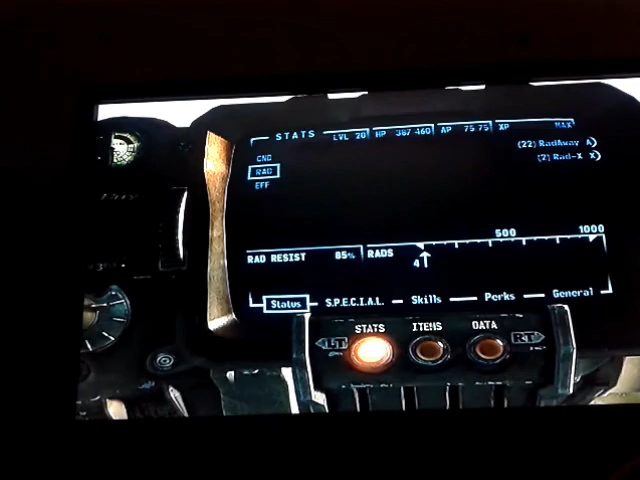 STATS LVL 20 HP 387/460 AP 75/75 XP MAX
CND
RAD
EFF
(22) RadAway A)
(2) Rad-X X)
500 1000
RAD RESIST 85% RADS
4
Status S.P.E.C.I.A.L. Skills Perks General
STATS ITEMS DATA
LT RT